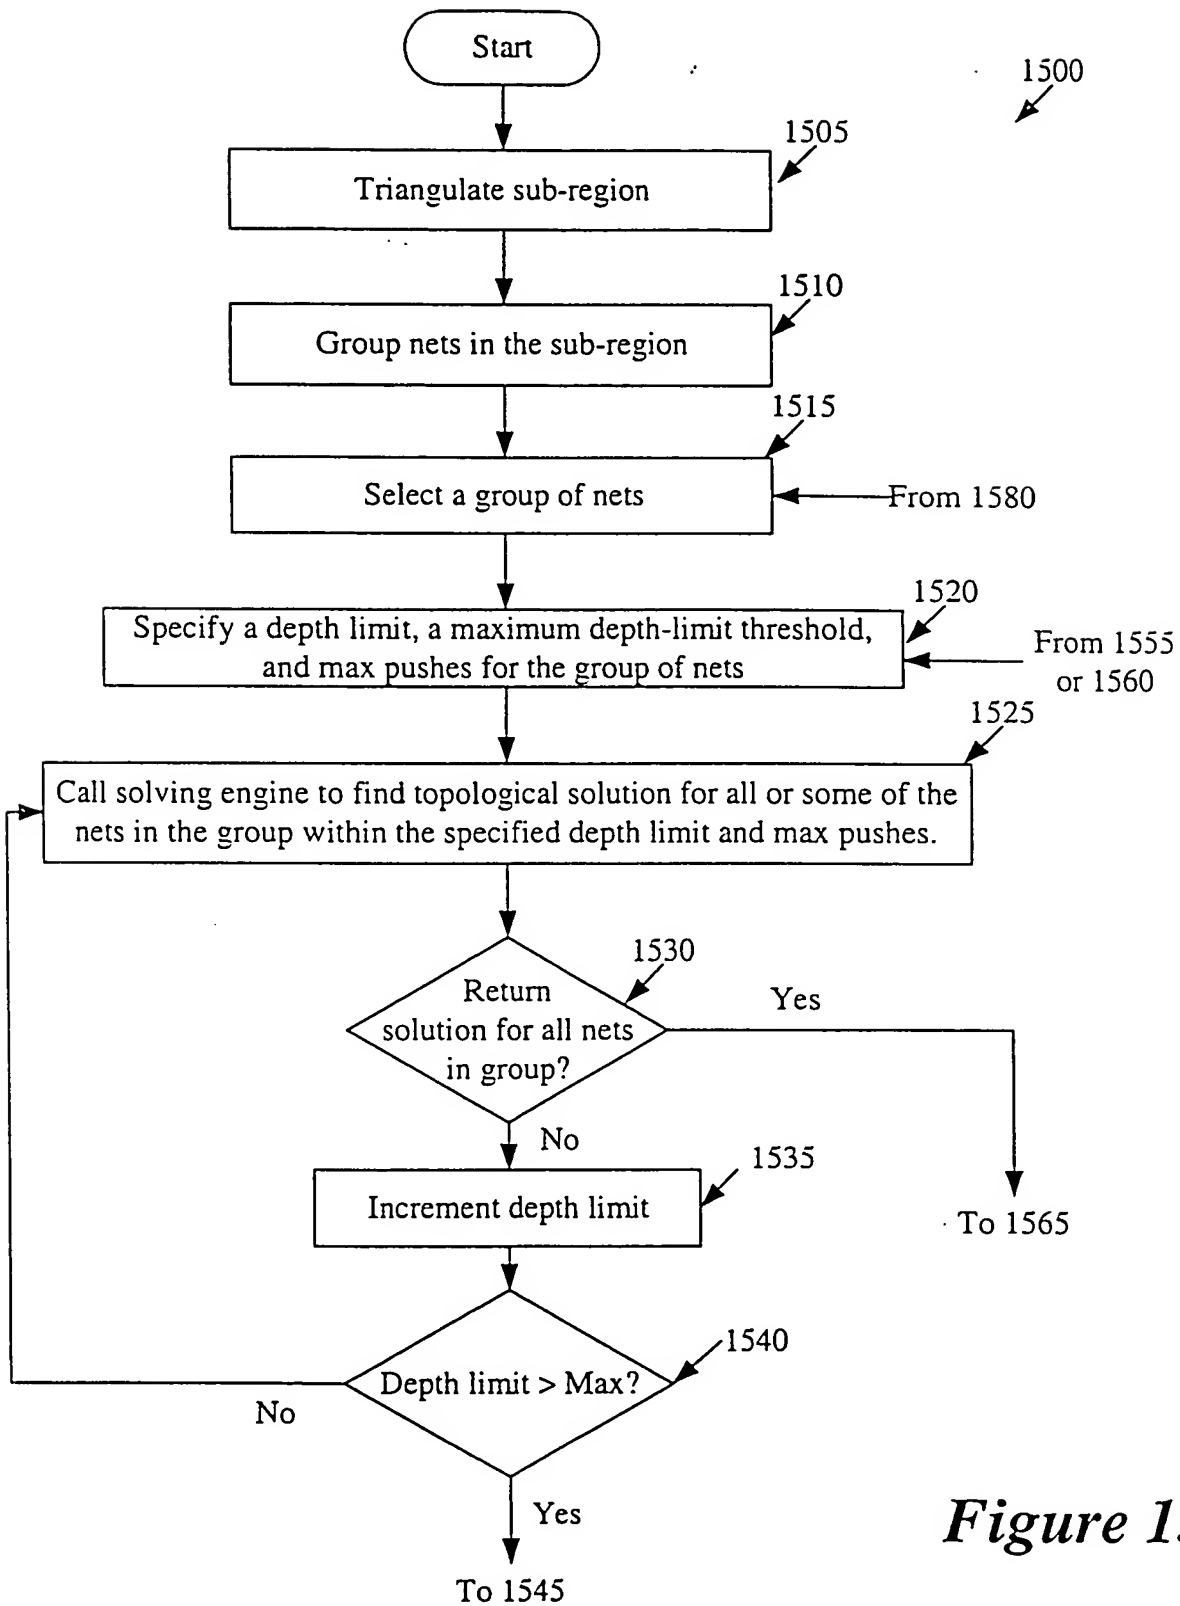 Start
1500
1505
Triangulate sub-region
1510
Group nets in the sub-region
1515
Select a group of nets
From 1580
1520
Specify a depth limit, a maximum depth-limit threshold,
and max pushes for the group of nets
From 1555
or 1560
1525
Call solving engine to find topological solution for all or some of the
nets in the group within the specified depth limit and max pushes.
1530
Return
solution for all nets
in group?
Yes
No
1535
Increment depth limit
To 1565
1540
Depth limit > Max?
No
Yes
To 1545
Figure